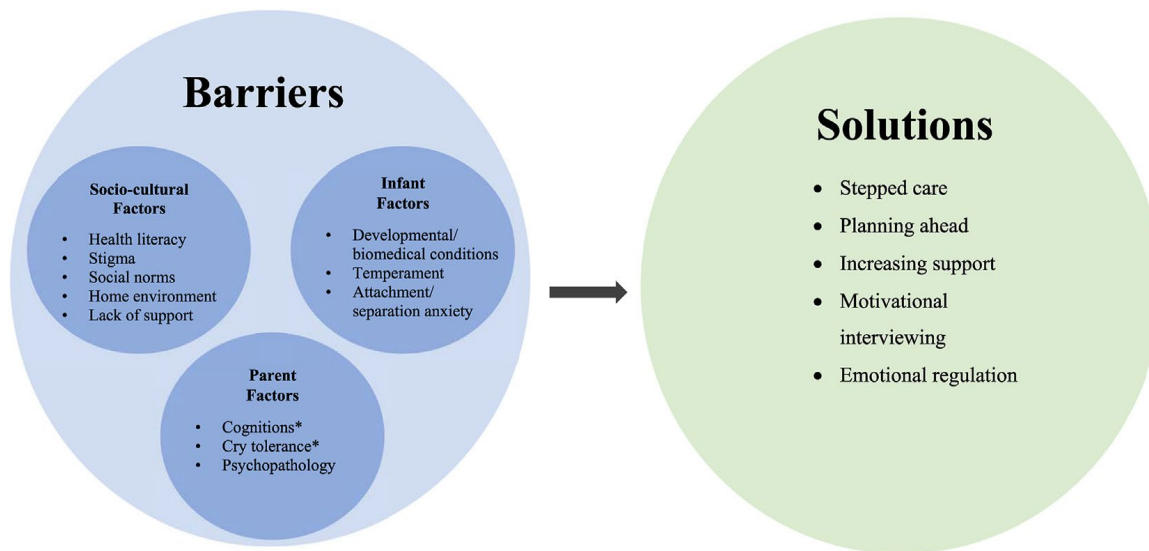 Barriers
Socio-cultural
Factors
• Health literacy
• Stigma
• Social norms
• Home environment
• Lack of support
Infant
Factors
• Developmental/
biomedical conditions
• Temperament
• Attachment/
separation anxiety
Parent
Factors
• Cognitions*
• Cry tolerance*
• Psychopathology
Solutions
• Stepped care
• Planning ahead
• Increasing support
• Motivational
interviewing
• Emotional regulation